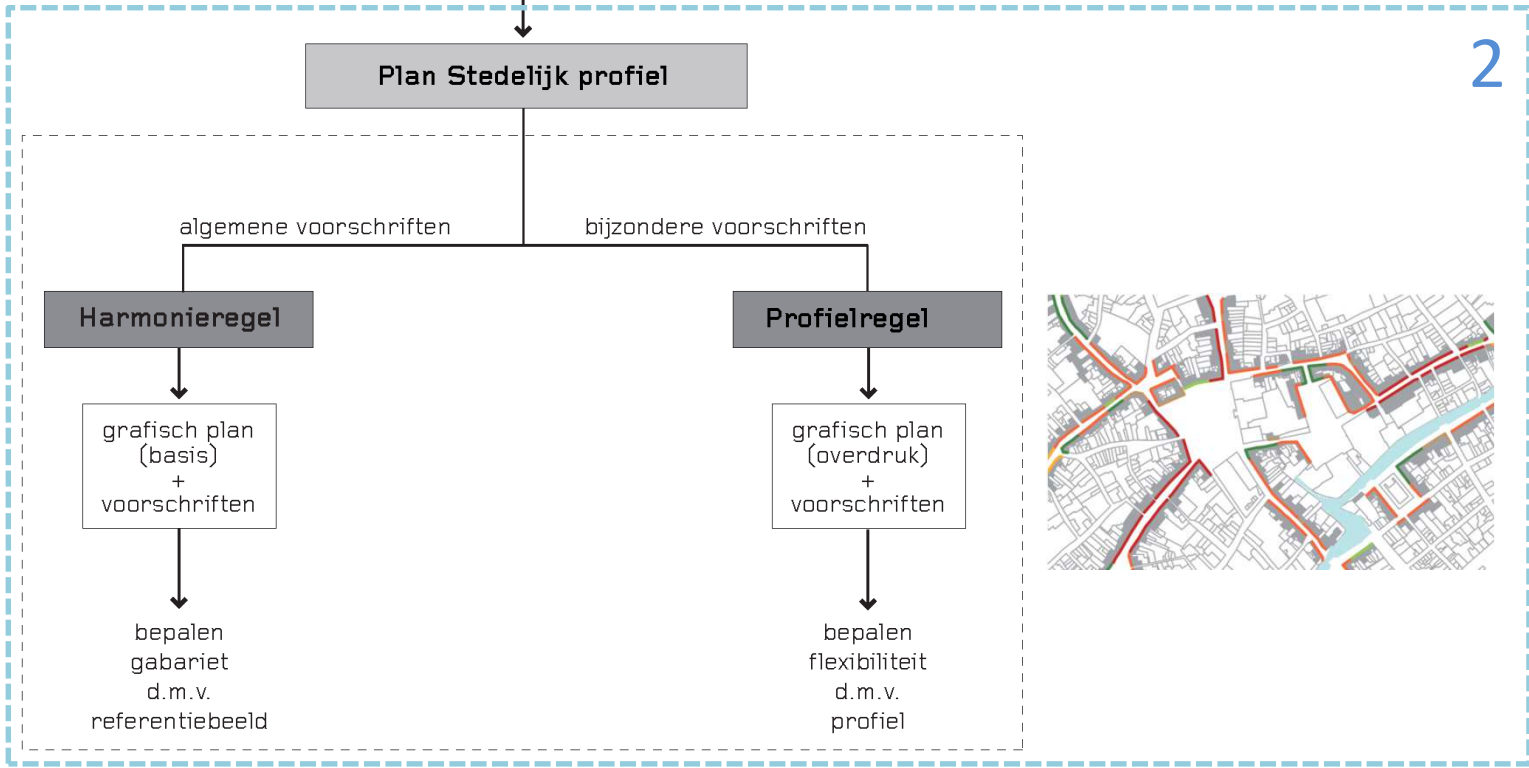 Plan Stedelijk profiel
2
algemene voorschriften
bijzondere voorschriften
Harmonieregel
grafisch plan
(basis)
+
voorschriften
bepalen
gabariet
d.m.v.
referentiebeeld
Profielregel
grafisch plan
(overdruk)
+
voorschriften
bepalen
flexibiliteit
d.m.v.
profiel